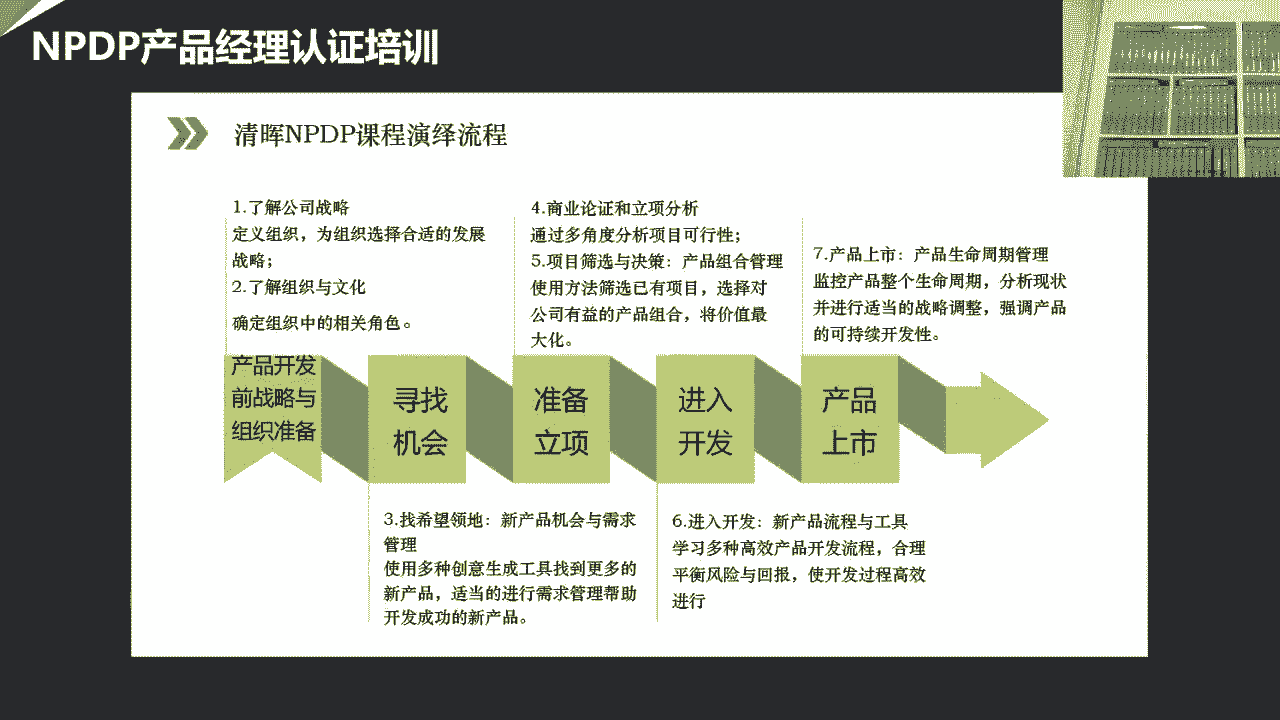 NPDP产品经理认证培训
清晖NPDP课程演绎流程
1.了解公司战略
定义组织，为组织选择合适的发展
战略；
2.了解组织与文化
确定组织中的相关角色。
4.商业论证和立项分析
通过多角度分析项目可行性；
5.项目筛选与决策：产品组合管理
使用方法筛选已有项目，选择对
公司有益的产品组合，将价值最
大化。
7.产品上市：产品生命周期管理
监控产品整个生命周期，分析现状
并进行适当的战略调整，强调产品
的可持续开发性。
产品开发
前战略与
组织准备
寻找
机会
准备
立项
进入
开发
产品
上市
3.找希望领地：新产品机会与需求
管理
使用多种创意生成工具找到更多的
新产品，适当的进行需求管理帮助
开发成功的新产品。
6.进入开发：新产品流程与工具
学习多种高效产品开发流程，合理
平衡风险与回报，使开发过程高效
进行